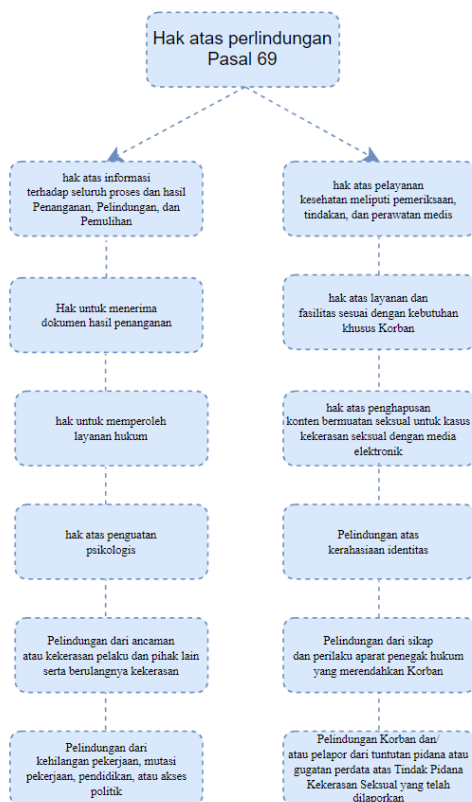 Hak atas perlindungan
Pasal 69
hak atas informasi
terhadap seluruh proses dan hasil
Penanganan, Pelindungan, dan
Pemulihan
Hak untuk menerima
dokumen hasil penanganan
hak untuk memperoleh
layanan hukum
hak atas penguatan
psikologis
Pelindungan dari ancaman
atau kekerasan pelaku dan pihak lain
serta berulangnya kekerasan
Pelindungan dari
kehilangan pekerjaan, mutasi
pekerjaan, pendidikan, atau akses
politik
hak atas pelayanan
kesehatan meliputi pemeriksaan,
tindakan, dan perawatan medis
hak atas layanan dan
fasilitas sesuai dengan kebutuhan
khusus Korban
hak atas penghapusan
konten bermuatan seksual untuk kasus
kekerasan seksual dengan media
elektronik
Pelindungan atas
kerahasiaan identitas
Pelindungan dari sikap
dan perilaku aparat penegak hukum
yang merendahkan Korban
Pelindungan Korban dan/
atau pelapor dari tuntutan pidana atau
gugatan perdata atas Tindak Pidana
Kekerasan Seksual yang telah
dilaporkan